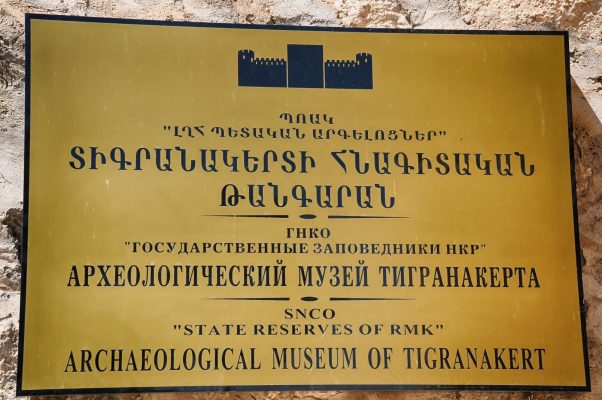 ՊՈԱԿ
"ԼՂՀ ՊԵՏԱԿԱՆ ԱՐԳԵԼՈՑՆԵՐ"
ՏԻԳՐԱՆԱԿԵՐՏԻ ՀՆԱԳԻՏԱԿԱՆ
ԹԱՆԳԱՐԱՆ
ГНКО
"ГОСУДАРСТВЕННЫЕ ЗАПОВЕДНИКИ НКР"
АРХЕОЛОГИЧЕСКИЙ МУЗЕЙ ТИГРАНАКЕРТА
SNCO
"STATE RESERVES OF RMK"
ARCHAEOLOGICAL MUSEUM OF TIGRANAKERT